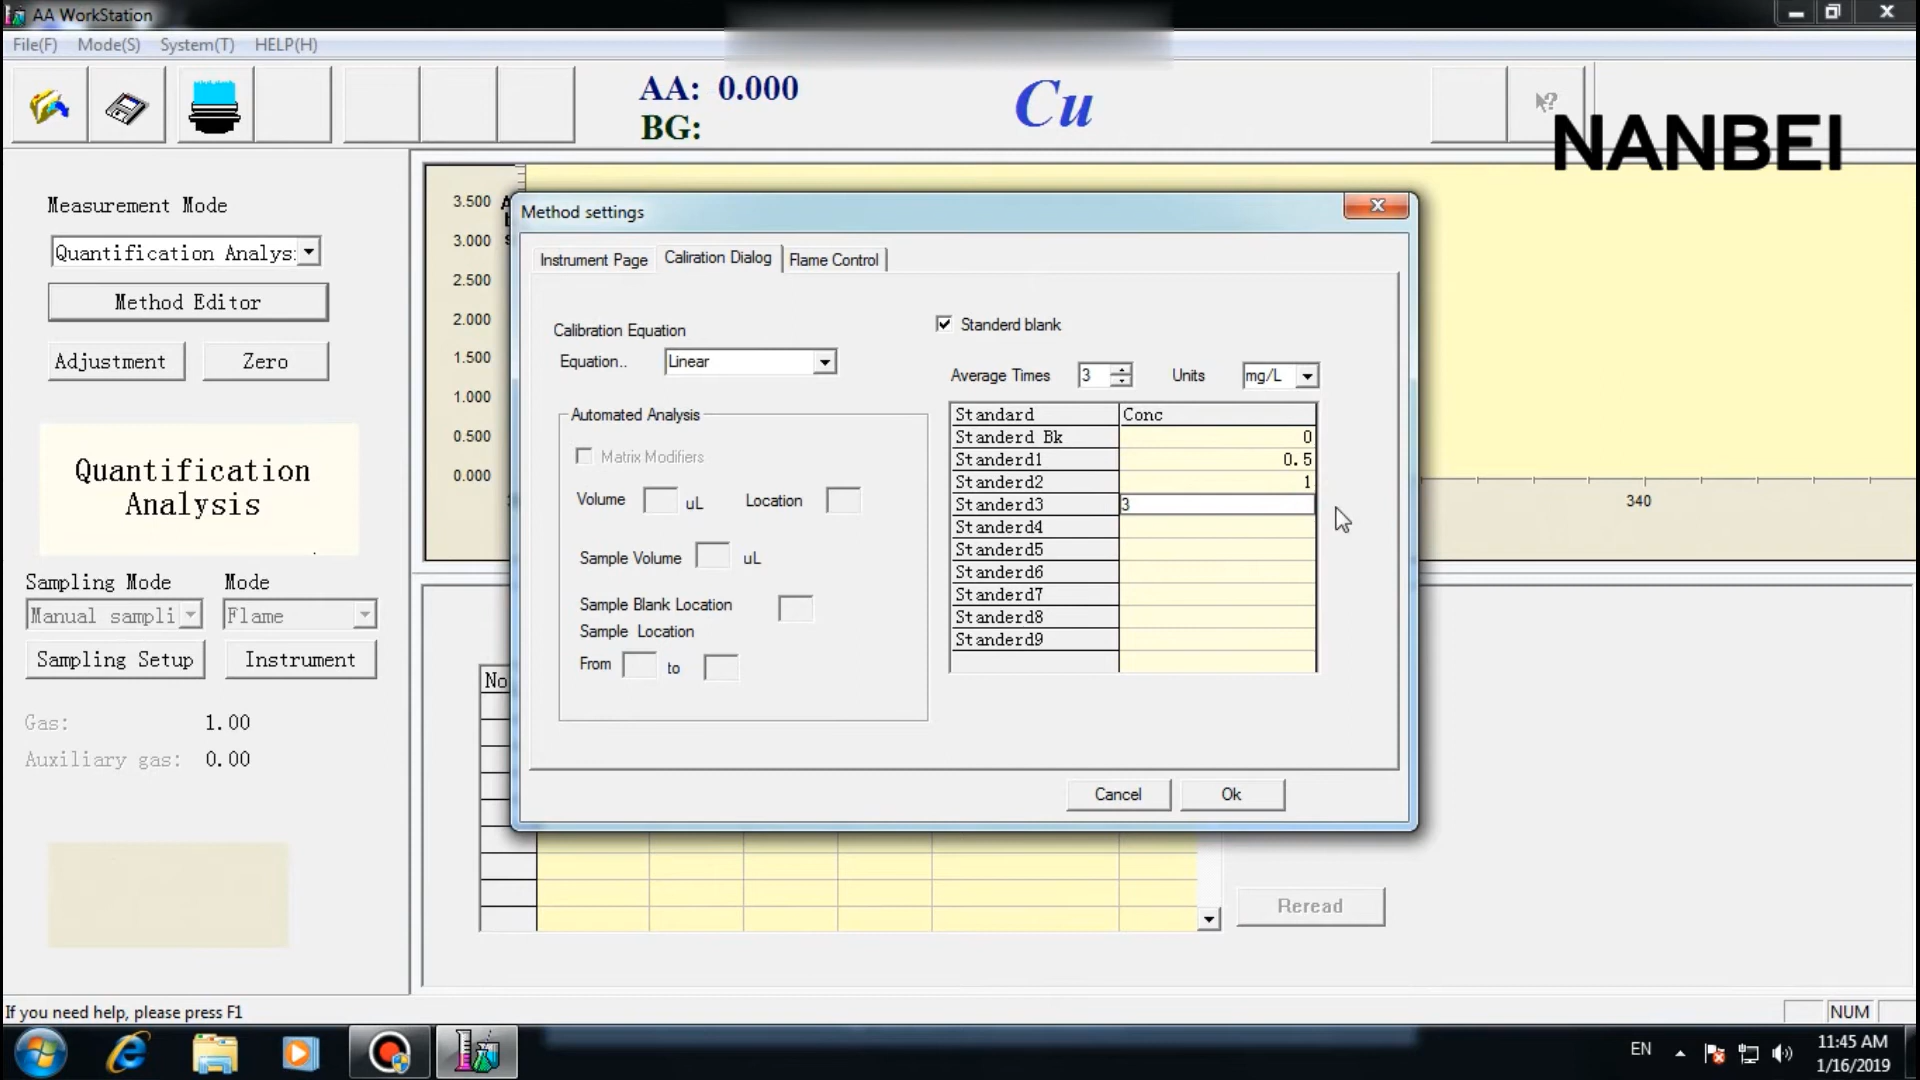 AA WorkStation
File(F) Mode(S) System(T) HELP(H)
AA: 0.000
BG:
Cu
NANBEI
Measurement Mode
Quantification Analys:
Method Editor
Adjustment Zero
Quantification
Analysis
Sampling Mode Mode
Manual sampli Flame
Sampling Setup Instrument
Gas: 1.00
Auxiliary gas: 0.00
3.500
3.000
2.500
2.000
1.500
1.000
0.500
0.000
340
Method settings
Instrument Page Caliration Dialog Flame Control
Calibration Equation
Equation.. Linear
Automated Analysis
Matrix Modifiers
Volume uL Location
Sample Volume uL
Sample Blank Location
Sample Location
From to
Standerd blank
Average Times 3 Units mg/L
Standard Conc
Standerd Bk 0
Standerd1 0.5
Standerd2 1
Standerd3 3
Standerd4
Standerd5
Standerd6
Standerd7
Standerd8
Standerd9
Cancel Ok
No
Reread
If you need help, please press F1
NUM
EN
11:45 AM
1/16/2019